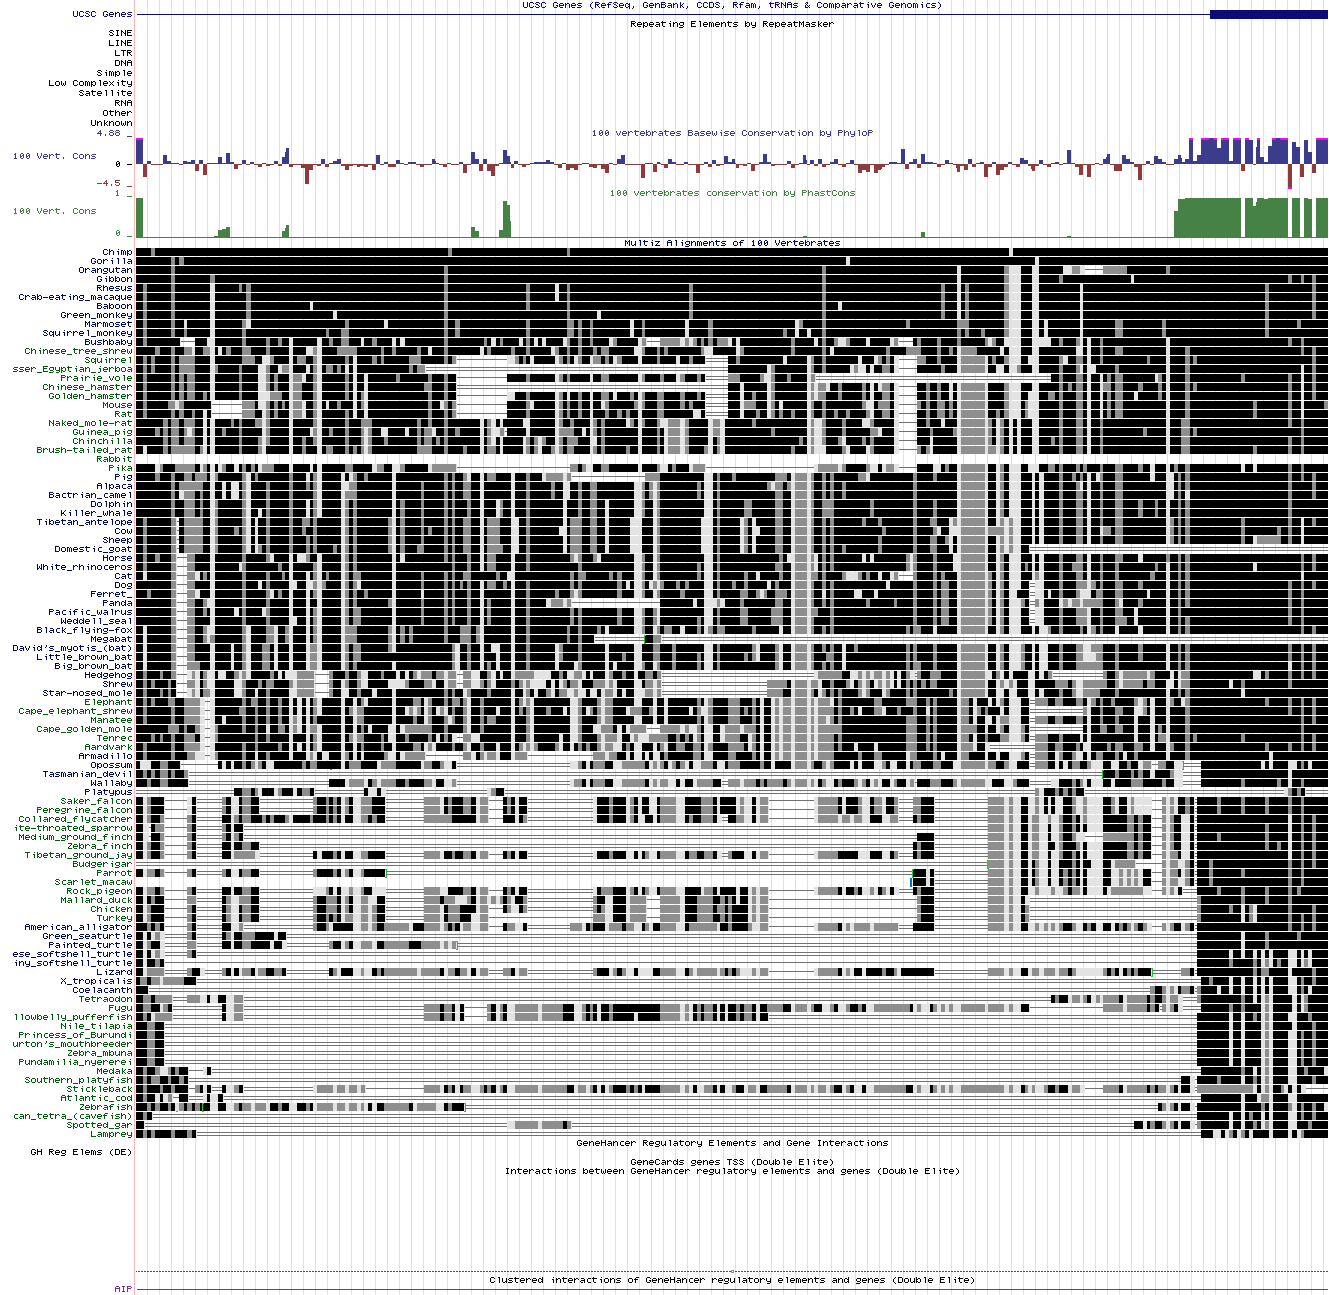 UCSC Genes (RefSeq, GenBank, CCDS, Rfam, tRNAs & Comparative Genomics)
UCSC Genes
Repeating Elements by RepeatMasker
SINE
LINE
LTR
DNA
Simple
Low Complexity
Satellite
RNA
Other
Unknown
4.88 _
100 vertebrates Basewise Conservation by PhyloP
100 Vert. Cons
0 -
-4.5 _
1 _
100 vertebrates conservation by PhastCons
100 Vert. Cons
0 _
Multiz Alignments of 100 Vertebrates
Chimp
Gorilla
Orangutan
Gibbon
Rhesus
Crab-eating_macaque
Baboon
Green_monkey
Marmoset
Squirrel_monkey
Bushbaby
Chinese_tree_shrew
Squirrel
sser_Egyptian_jerboa
Prairie_vole
Chinese_hamster
Golden_hamster
Mouse
Rat
Naked_mole-rat
Guinea_pig
Chinchilla
Brush-tailed_rat
Rabbit
Pika
Pig
Alpaca
Bactrian_camel
Dolphin
Killer_whale
Tibetan_antelope
Cow
Sheep
Domestic_goat
Horse
White_rhinoceros
Cat
Dog
Ferret_
Panda
Pacific_walrus
Weddell_seal
Black_flying-fox
Megabat
David's_myotis_(bat)
Little_brown_bat
Big_brown_bat
Hedgehog
Shrew
Star-nosed_mole
Elephant
Cape_elephant_shrew
Manatee
Cape_golden_mole
Tenrec
Aardvark
Armadillo
Opossum
Tasmanian_devil
Wallaby
Platypus
Saker_falcon
Peregrine_falcon
Collared_flycatcher
ite-throated_sparrow
Medium_ground_finch
Zebra_finch
Tibetan_ground_jay
Budgerigar
Parrot
Scarlet_macaw
Rock_pigeon
Mallard_duck
Chicken
Turkey
American_alligator
Green_seaturtle
Painted_turtle
ese_softshell_turtle
iny_softshell_turtle
Lizard
X_tropicalis
Coelacanth
Tetraodon
Fugu
llowbelly_pufferfish
Nile_tilapia
Princess_of_Burundi
urton's_mouthbreeder
Zebra_mbuna
Pundamilia_nyererei
Medaka
Southern_platyfish
Stickleback
Atlantic_cod
Zebrafish
can_tetra_(cavefish)
Spotted_gar
Lamprey
GeneHancer Regulatory Elements and Gene Interactions
GH Reg Elems (DE)
GeneCards genes TSS (Double Elite)
Interactions between GeneHancer regulatory elements and genes (Double Elite)
Clustered interactions of GeneHancer regulatory elements and genes (Double Elite)
AIP